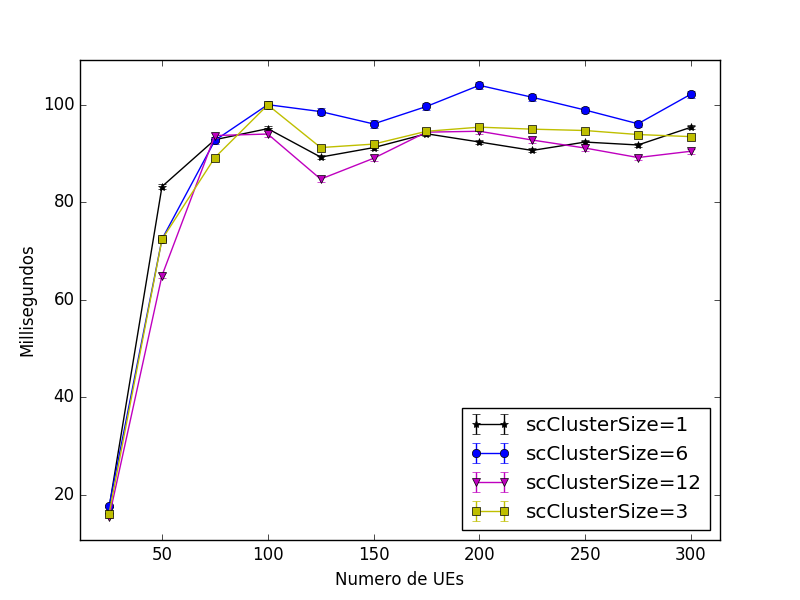 100
80
60
40
20
Millisegundos
scClusterSize=1
scClusterSize=6
scClusterSize=12
scClusterSize=3
50 100 150 200 250 300
Numero de UEs